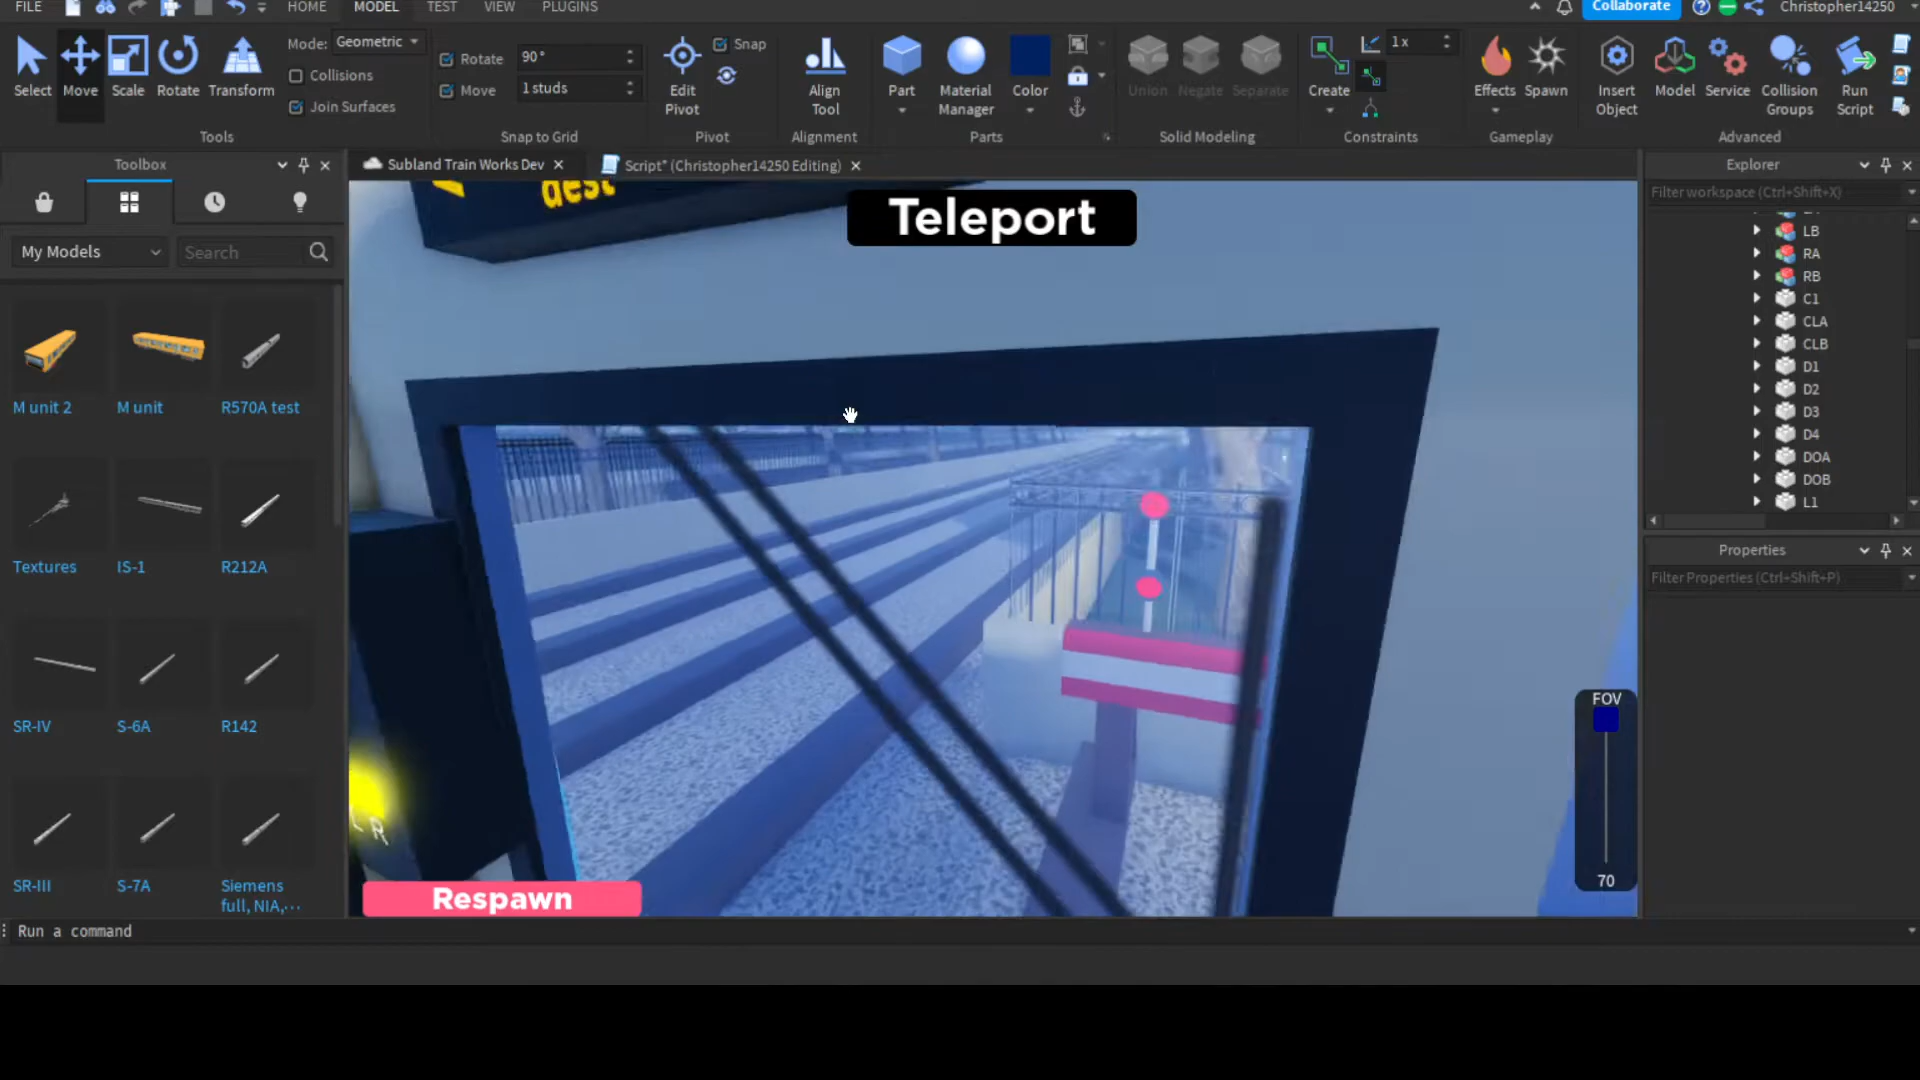 FILE HOME MODEL TEST VIEW PLUGINS Collaborate Christopher14250
Select Move Scale Rotate Transform
Mode: Geometric
Collisions
Join Surfaces
Tools
Rotate 90°
Move 1 studs
Snap to Grid
Edit Pivot
Snap
Pivot
Align Tool
Alignment
Part Material Manager Color
Parts
Union Negate Separate
Solid Modeling
Create
1x
Constraints
Effects Spawn
Gameplay
Insert Object Model Service Collision Groups Run Script
Advanced
Toolbox
My Models Search
M unit 2 M unit R570A test
Textures IS-1 R212A
SR-IV S-6A R142
SR-III S-7A Siemens full, NIA,...
Subland Train Works Dev
Script* (Christopher14250 Editing)
dest
Teleport
L R
Respawn
FOV
70
Explorer
Filter workspace (Ctrl+Shift+X)
LB
RA
RB
C1
CLA
CLB
D1
D2
D3
D4
DOA
DOB
L1
Properties
Filter Properties (Ctrl+Shift+P)
Run a command